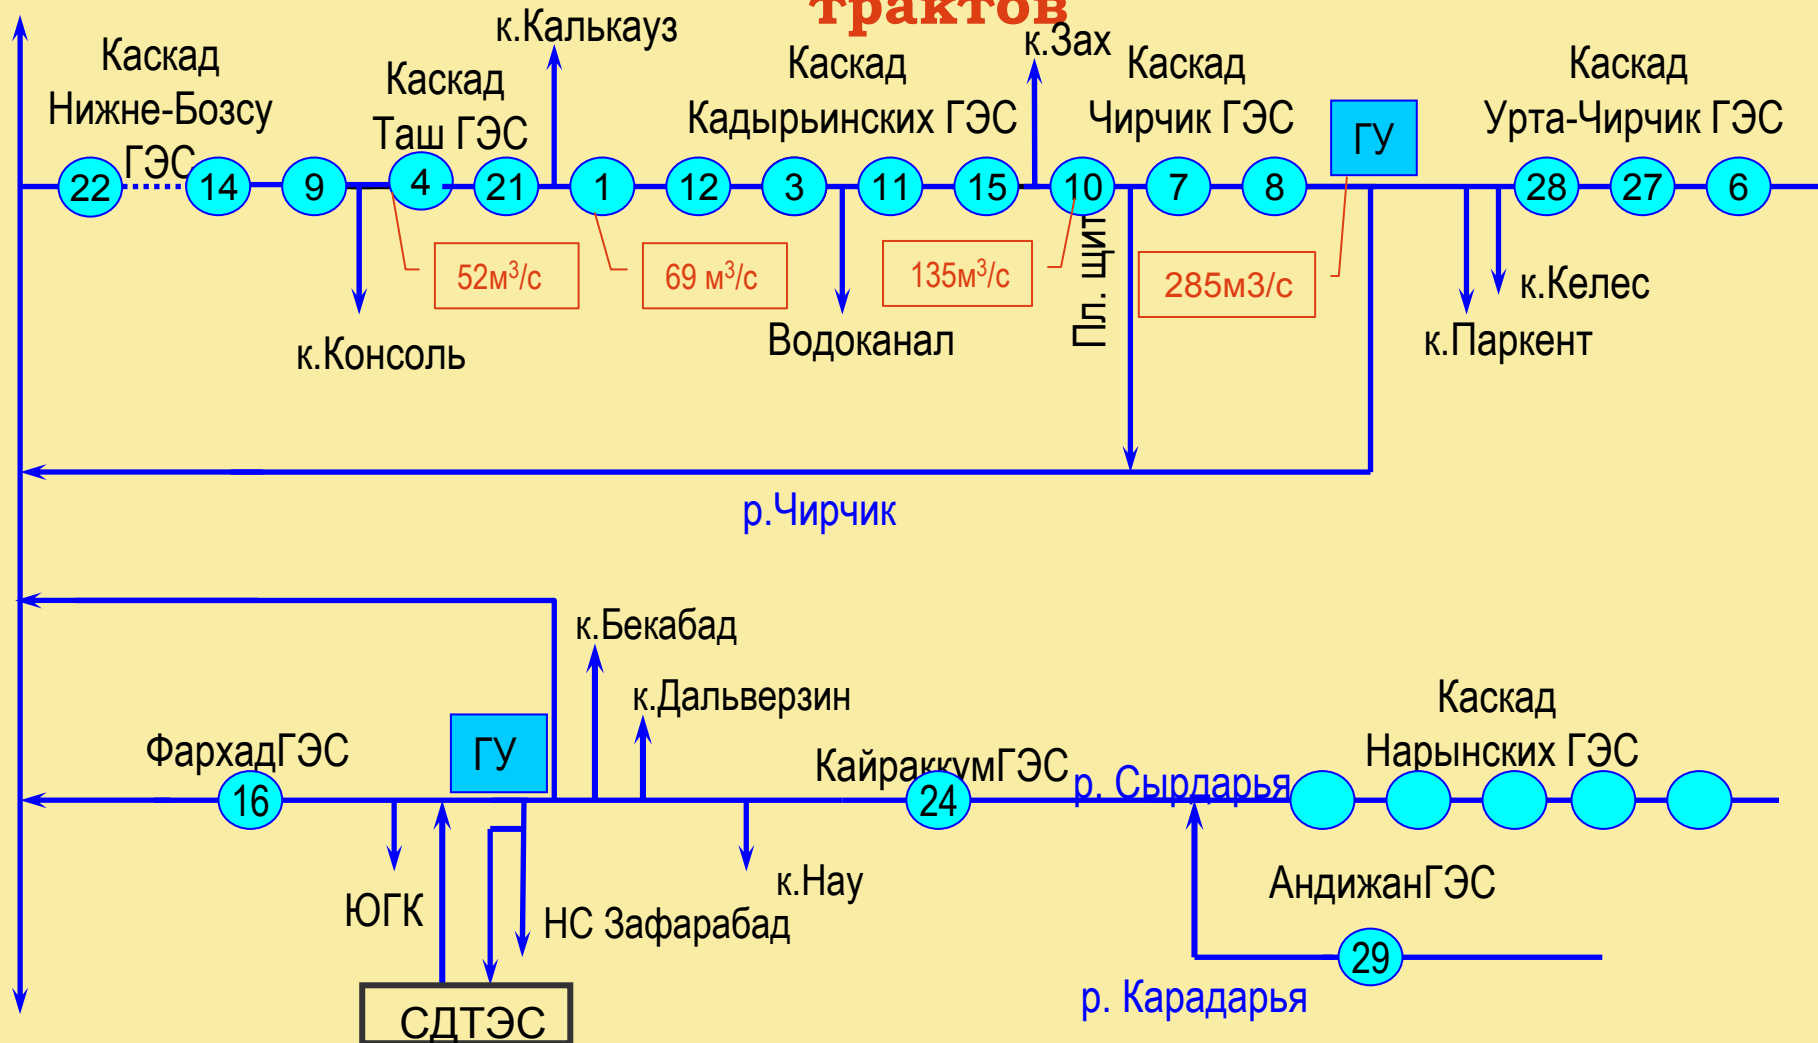 трактов
к.Калькауз
к.Зах
Каскад
Нижне-Бозсу
ГЭС
Каскад
Таш ГЭС
Каскад
Кадырьинских ГЭС
Каскад
Чирчик ГЭС
ГУ
Каскад
Урта-Чирчик ГЭС
22
14
9
4
21
1
12
3
11
15
10
7
8
28
27
6
52м³/с
69 м³/с
135м³/с
285м3/с
Пл. щит
к.Консоль
Водоканал
к.Келес
к.Паркент
р.Чирчик
к.Бекабад
к.Дальверзин
ФархадГЭС
ГУ
КайраккумГЭС
Каскад
Нарынских ГЭС
р. Сырдарья
16
24
ЮГК
НС Зафарабад
к.Нау
АндижанГЭС
29
р. Карадарья
СДТЭС